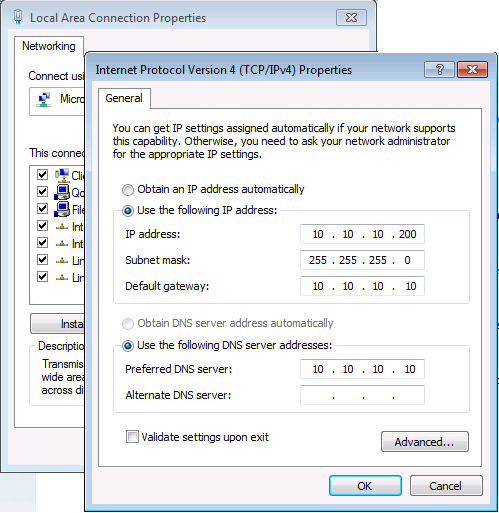 Local Area Connection Properties
Networking
Connect usi
Micro
This connec
Clie
Qo
File
Int
Int
Lin
Lin
Insta
Descriptio
Transmis
wide area
across di
Internet Protocol Version 4 (TCP/IPv4) Properties
General
You can get IP settings assigned automatically if your network supports
this capability. Otherwise, you need to ask your network administrator
for the appropriate IP settings.
Obtain an IP address automatically
Use the following IP address:
IP address: 10 . 10 . 10 . 200
Subnet mask: 255 . 255 . 255 . 0
Default gateway: 10 . 10 . 10 . 10
Obtain DNS server address automatically
Use the following DNS server addresses:
Preferred DNS server: 10 . 10 . 10 . 10
Alternate DNS server: . . .
Validate settings upon exit
Advanced...
OK Cancel